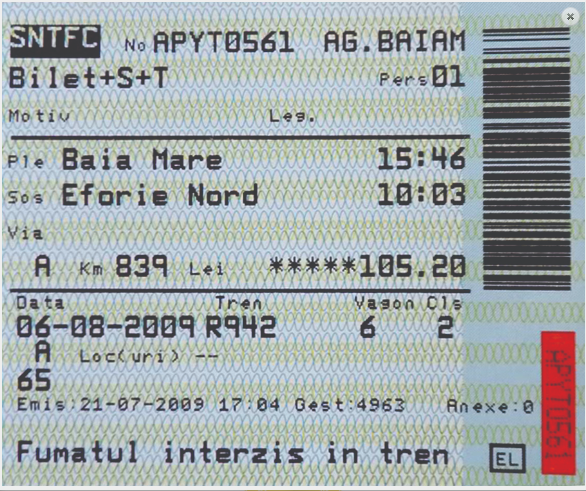 SNTFC No APYT0561 AG.BAIAM
Bilet+S+T Pers 01
Motiv Leg.
Ple Baia Mare 15:46
Sos Eforie Nord 10:03
Via
A Km 839 Lei *****105.20
Data Tren Vagon Cls
06-08-2009 R942 6 2
A Loc(uri) --
65
Emis:21-07-2009 17:04 Gest:4963 Anexe:0
APYT0561
Fumatul interzis in tren EL